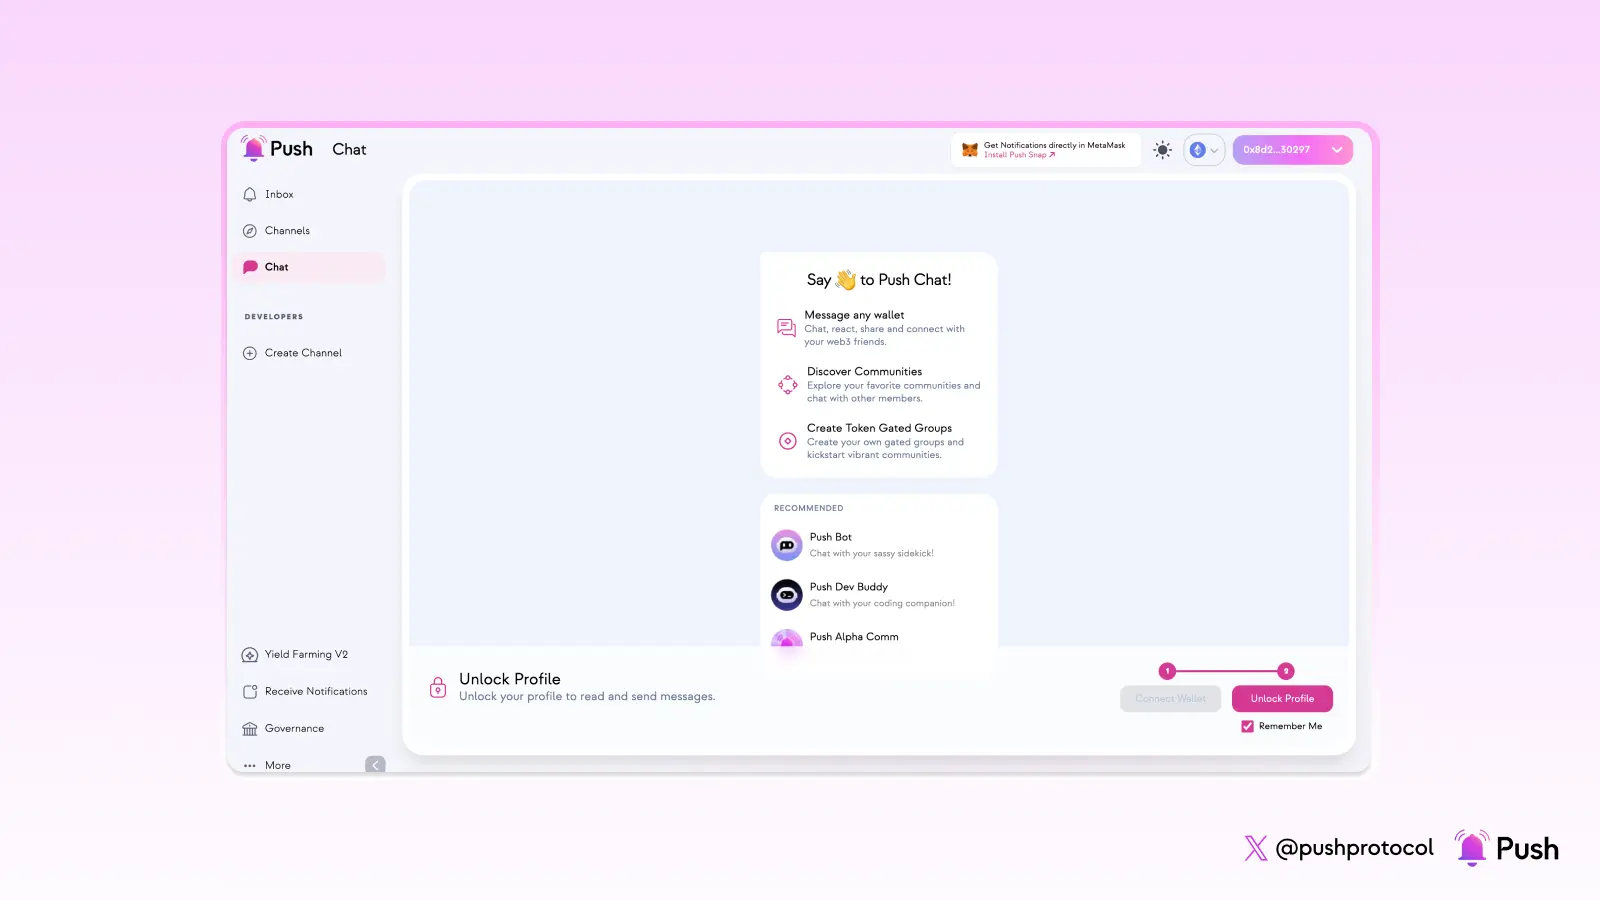 Push
Chat
Get Notifications directly in MetaMask
Install Push Snap ↗
0x8d2...30297
Inbox
Channels
Chat
DEVELOPERS
Create Channel
Say 👋 to Push Chat!
Message any wallet
Chat, react, share and connect with
your web3 friends.
Discover Communities
Explore your favorite communities and
chat with other members.
Create Token Gated Groups
Create your own gated groups and
kickstart vibrant communities.
RECOMMENDED
Push Bot
Chat with your sassy sidekick!
Push Dev Buddy
Chat with your coding companion!
Push Alpha Comm
Yield Farming V2
Receive Notifications
Governance
More
Unlock Profile
Unlock your profile to read and send messages.
1
2
Connect Wallet
Unlock Profile
Remember Me
@pushprotocol
Push